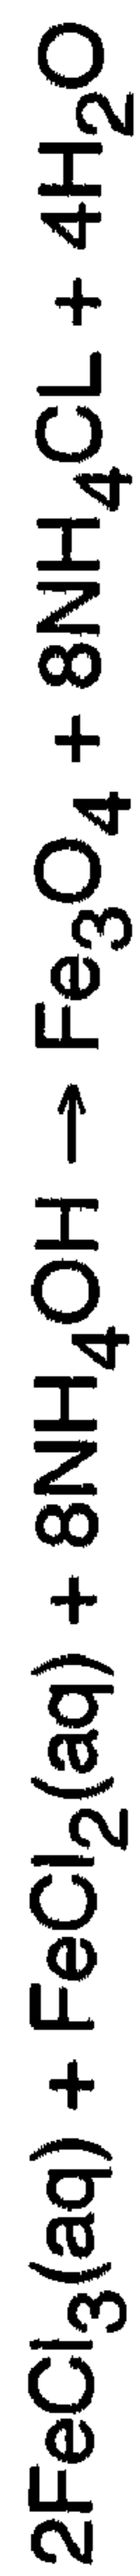 2FeCl₃(aq) + FeCl₂(aq) + 8NH₄OH → Fe₃O₄ + 8NH₄CL + 4H₂O